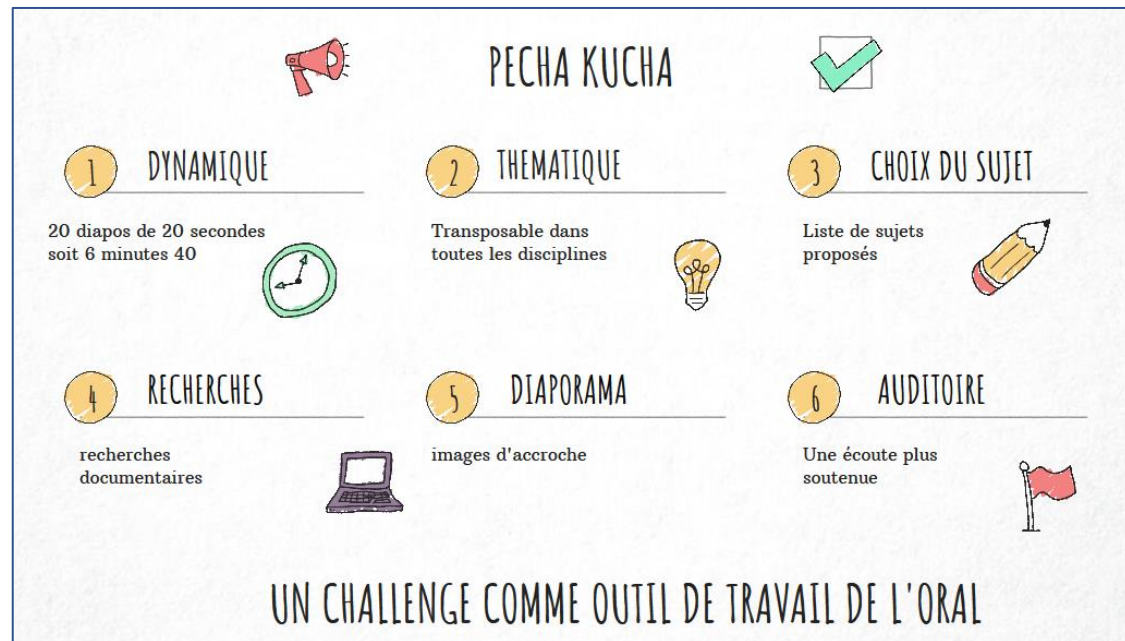 PECHA KUCHA
1 DYNAMIQUE
20 diapos de 20 secondes
soit 6 minutes 40
2 THEMATIQUE
Transposable dans
toutes les disciplines
3 CHOIX DU SUJET
Liste de sujets
proposés
4 RECHERCHES
recherches
documentaires
5 DIAPORAMA
images d'accroche
6 AUDITOIRE
Une écoute plus
soutenue
UN CHALLENGE COMME OUTIL DE TRAVAIL DE L'ORAL